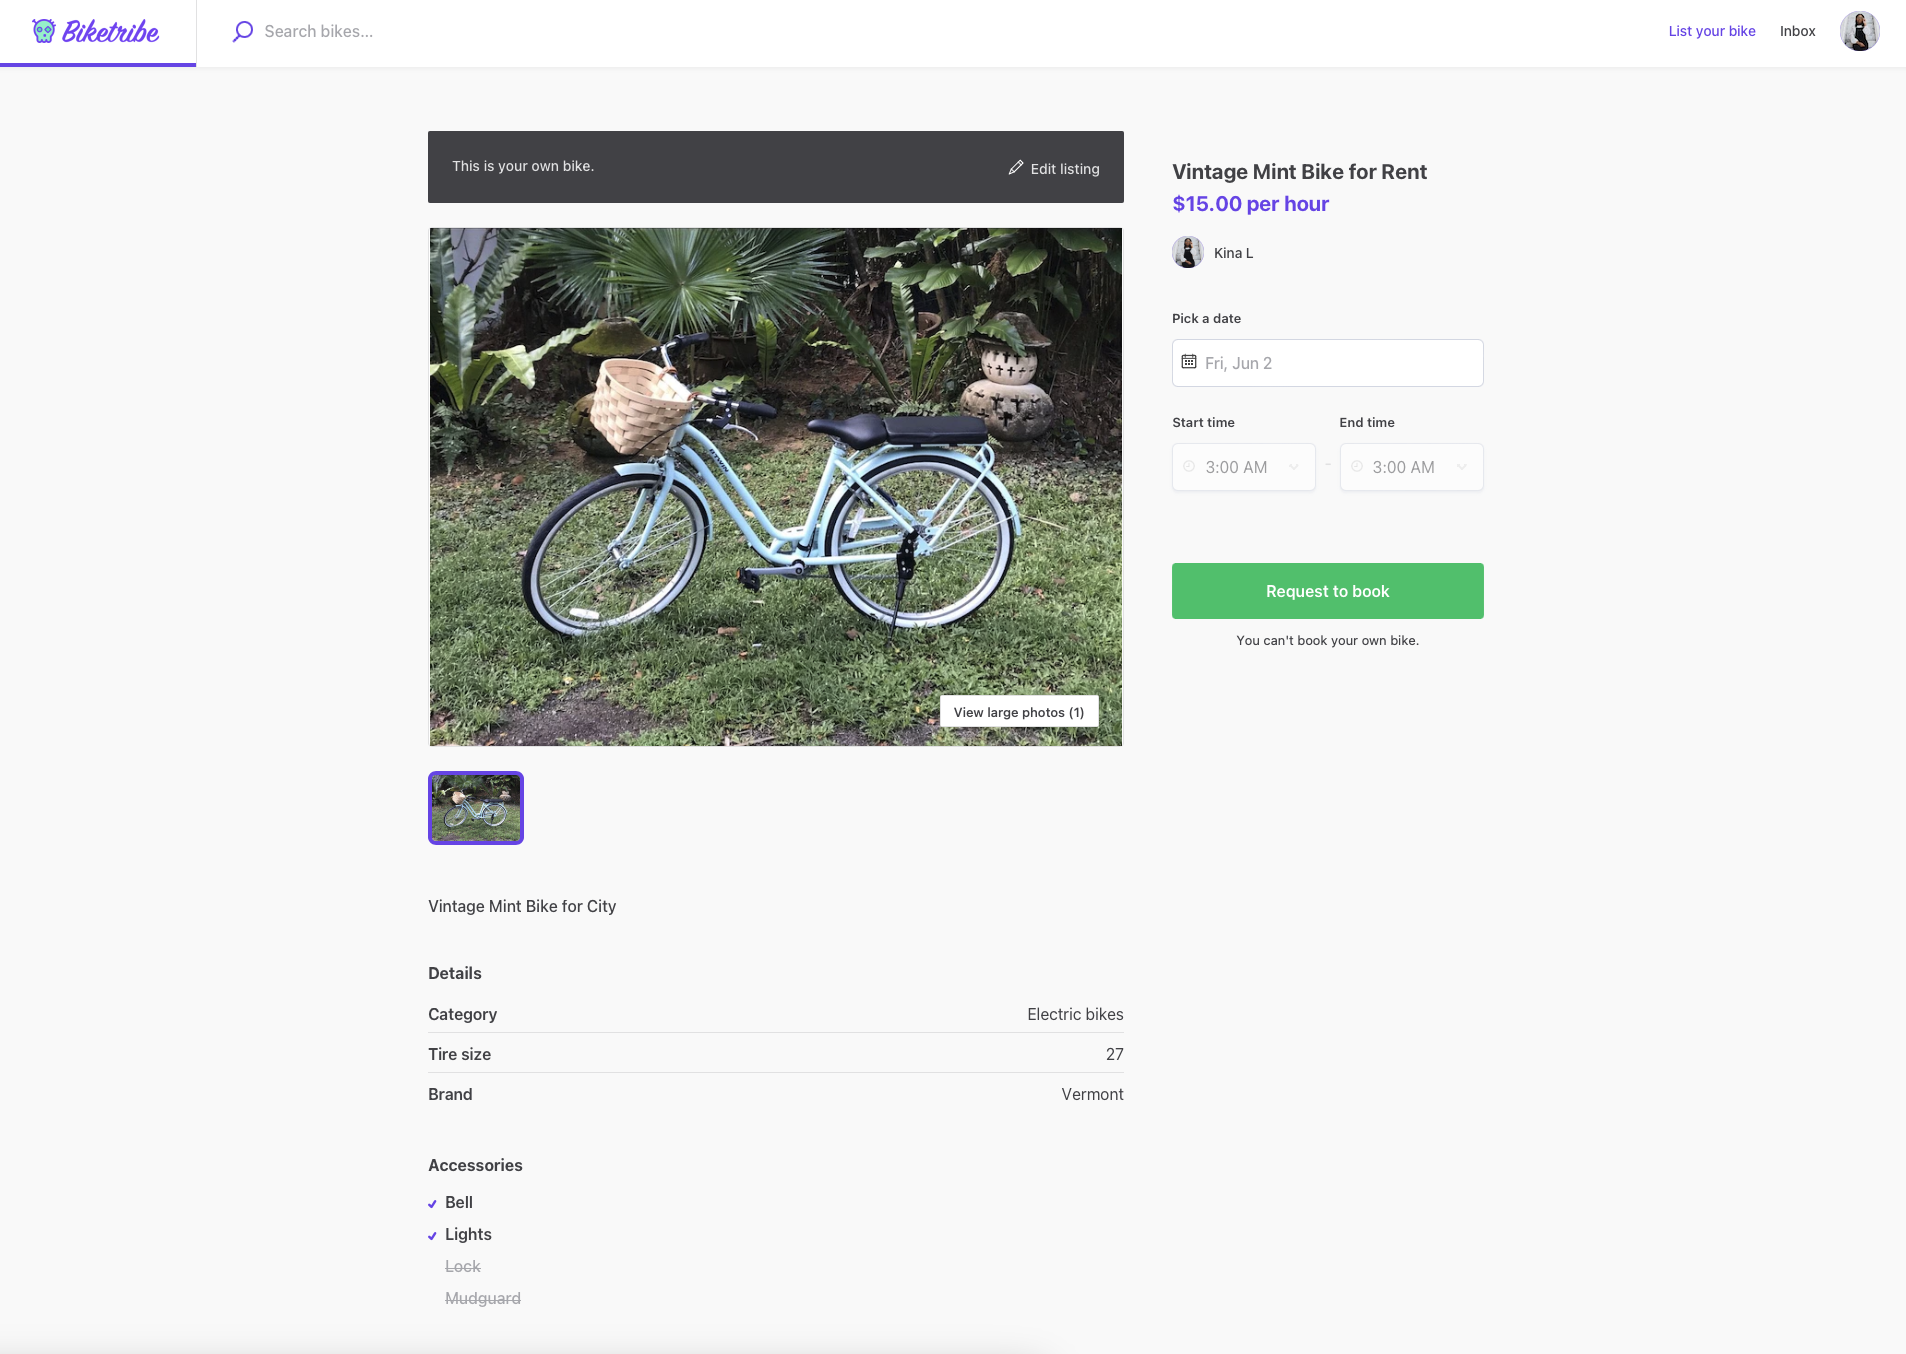 Biketribe
Search bikes...
List your bike
Inbox
This is your own bike.
Edit listing
BTWIN
View large photos (1)
Vintage Mint Bike for Rent
$15.00 per hour
Kina L
Pick a date
Fri, Jun 2
Start time
End time
3:00 AM - 3:00 AM
Request to book
You can't book your own bike.
Vintage Mint Bike for City
Details
Category Electric bikes
Tire size 27
Brand Vermont
Accessories
Bell
Lights
Lock
Mudguard